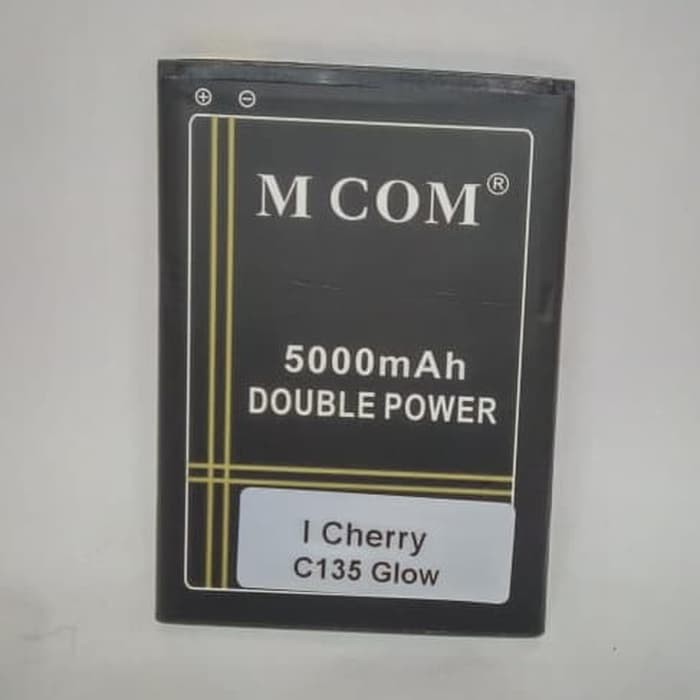 ⊕ ⊖
M COM®
5000mAh
DOUBLE POWER
I Cherry
C135 Glow